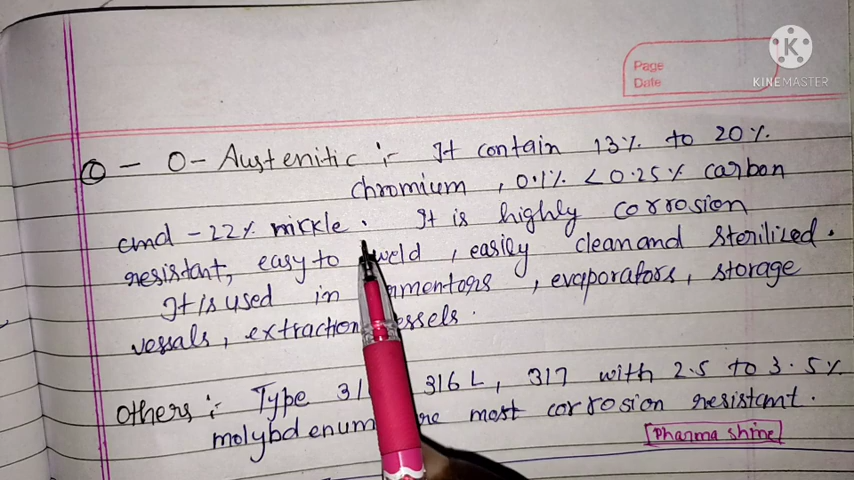 K
KINEMASTER
Page
Date
C - O- Austenitic :- It contain 13% to 20%
chromium, 0.1% < 0.25% carbon
and - 22% nickle. It is highly corrosion
resistant, easy to weld, easily clean and sterilized.
It is used in , evaporators, storage
vessals, extraction
others :- Type 316 L, 317 with 2.5 to 3.5%
molybdenum most corrosion resistant.
Pharma shine